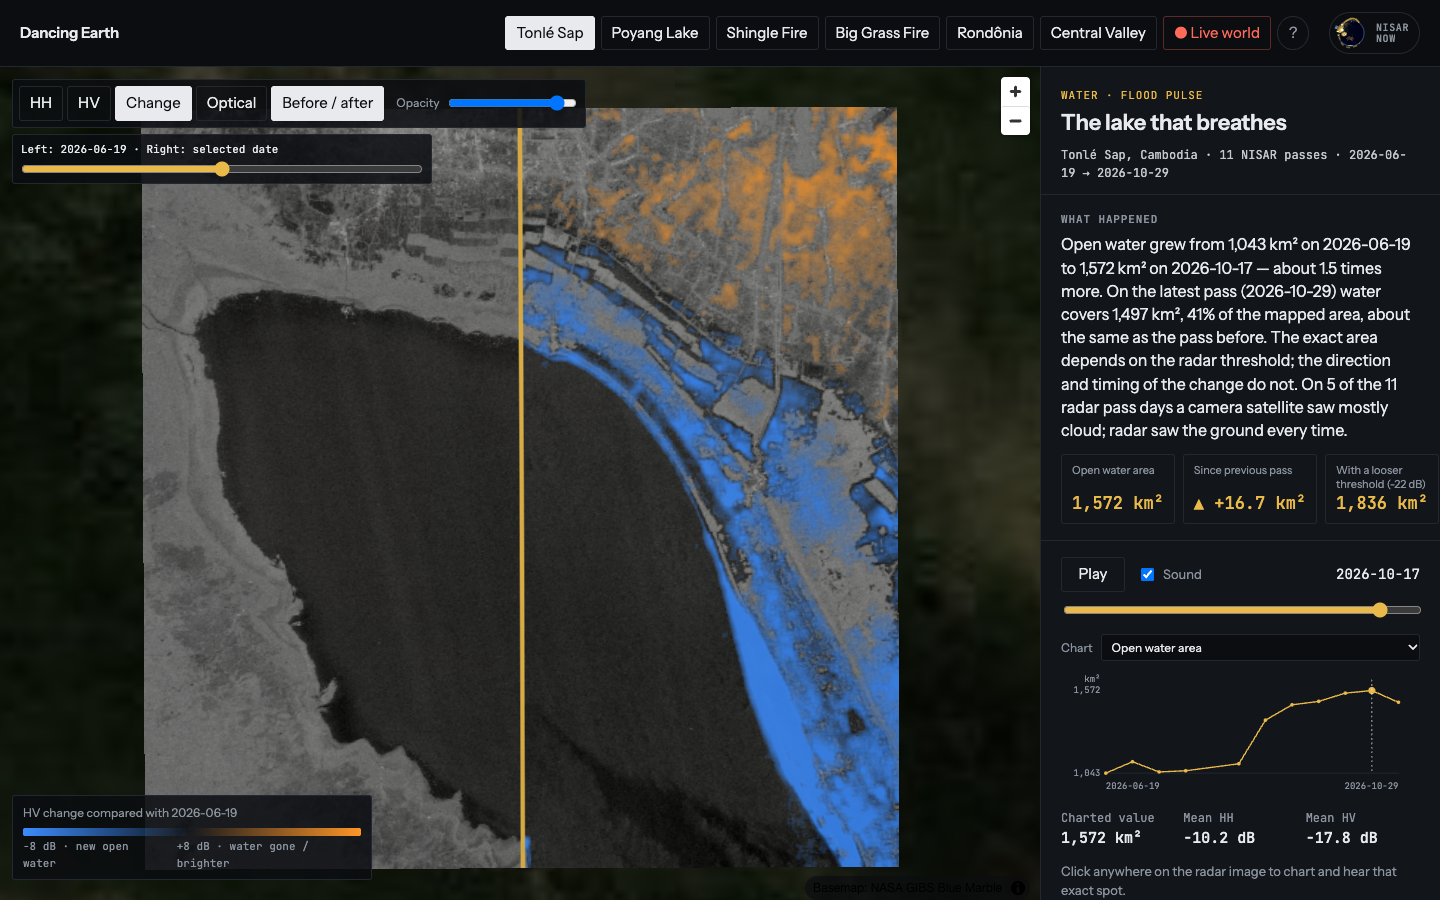 Dancing Earth
Tonlé Sap
Poyang Lake
Shingle Fire
Big Grass Fire
Rondônia
Central Valley
Live world
?
NISAR
NOW
HH
HV
Change
Optical
Before / after
Opacity
Left: 2026-06-19 · Right: selected date
+
−
WATER · FLOOD PULSE
The lake that breathes
Tonlé Sap, Cambodia · 11 NISAR passes · 2026-06-
19 → 2026-10-29
WHAT HAPPENED
Open water grew from 1,043 km² on 2026-06-19
to 1,572 km² on 2026-10-17 — about 1.5 times
more. On the latest pass (2026-10-29) water
covers 1,497 km², 41% of the mapped area, about
the same as the pass before. The exact area
depends on the radar threshold; the direction
and timing of the change do not. On 5 of the 11
radar pass days a camera satellite saw mostly
cloud; radar saw the ground every time.
Open water area
1,572 km²
Since previous pass
▲ +16.7 km²
With a looser
threshold (-22 dB)
1,836 km²
Play
Sound
2026-10-17
Chart
Open water area
km²
1,572
1,043
2026-06-19
2026-10-29
Charted value
1,572 km²
Mean HH
-10.2 dB
Mean HV
-17.8 dB
Click anywhere on the radar image to chart and hear that
exact spot.
HV change compared with 2026-06-19
-8 dB · new open
water
+8 dB · water gone /
brighter
Basemap: NASA GIBS Blue Marble